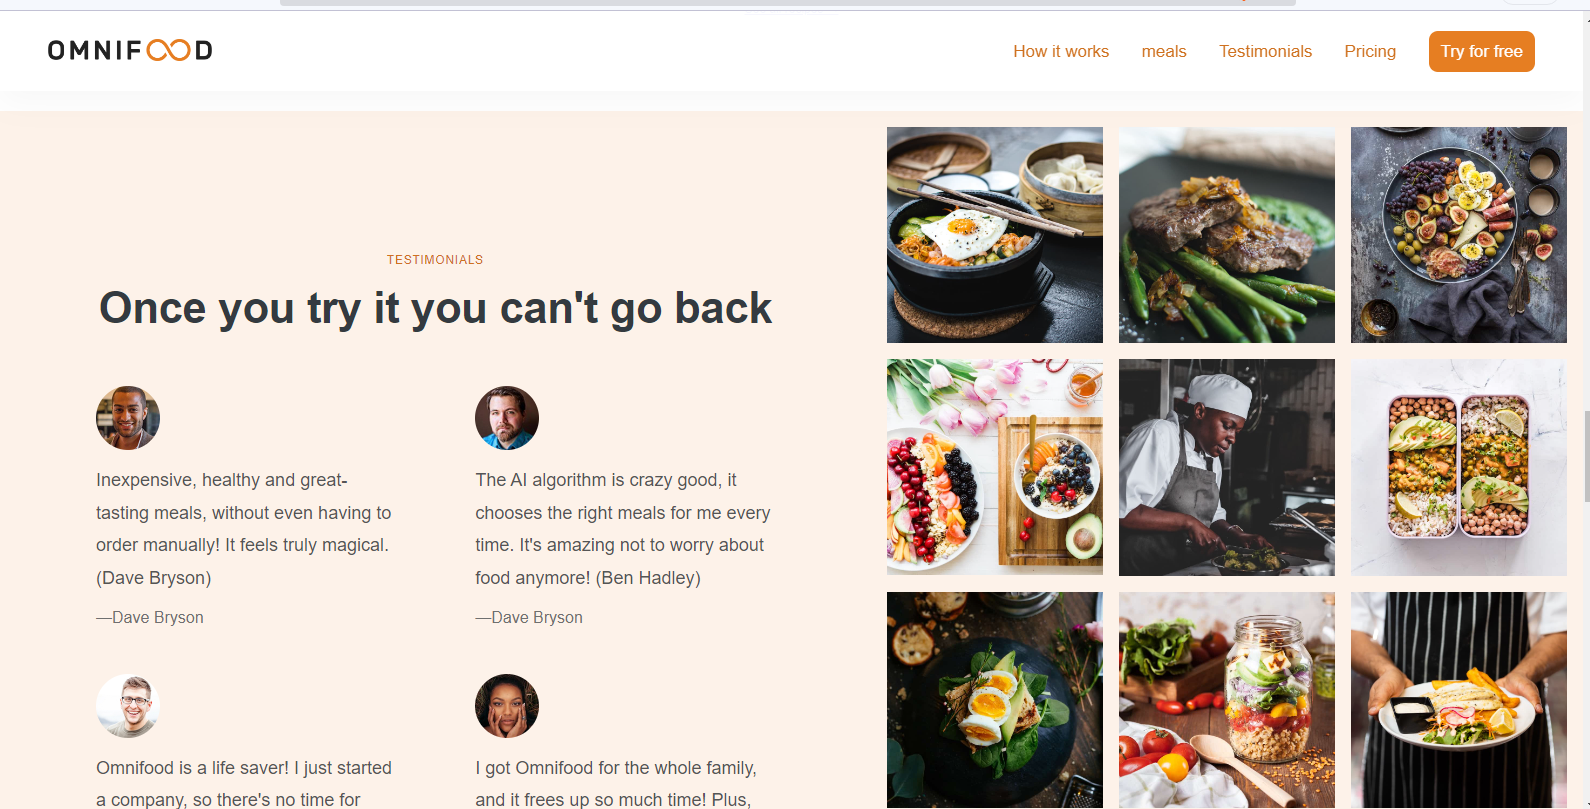 OMNIFOOD
How it works meals Testimonials Pricing Try for free
TESTIMONIALS
Once you try it you can't go back
Inexpensive, healthy and great-
tasting meals, without even having to
order manually! It feels truly magical.
(Dave Bryson)
—Dave Bryson
The AI algorithm is crazy good, it
chooses the right meals for me every
time. It's amazing not to worry about
food anymore! (Ben Hadley)
—Dave Bryson
Omnifood is a life saver! I just started
a company, so there's no time for
I got Omnifood for the whole family,
and it frees up so much time! Plus,